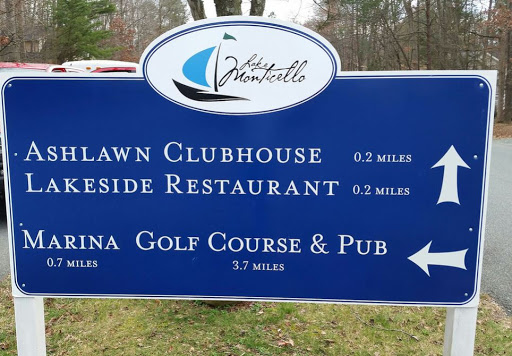 Lake
Monticello
ASHLAWN CLUBHOUSE 0.2 MILES
LAKESIDE RESTAURANT 0.2 MILES
MARINA GOLF COURSE & PUB
0.7 MILES 3.7 MILES